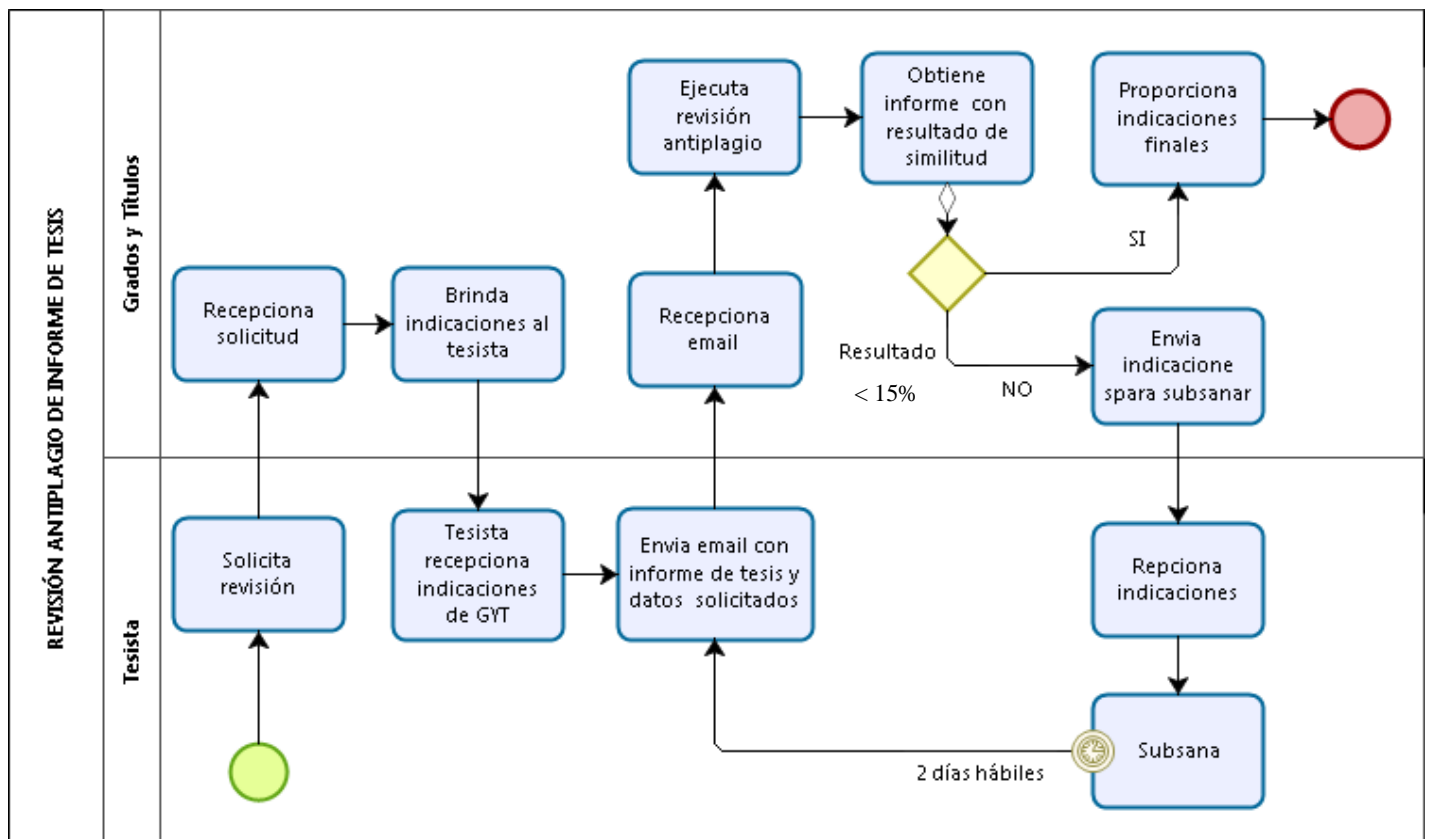 REVISIÓN ANTIPLAGIO DE INFORME DE TESIS
Grados y Títulos
Tesista
Solicita
revisión
Recepciona
solicitud
Brinda
indicaciones al
tesista
Tesista
recepciona
indicaciones
de GYT
Envia email con
informe de tesis y
datos solicitados
Recepciona
email
Ejecuta
revisión
antiplagio
Obtiene
informe con
resultado de
similitud
Resultado
< 15%
SI
Proporciona
indicaciones
finales
NO
Envia
indicacione
spara subsanar
Repciona
indicaciones
Subsana
2 días hábiles